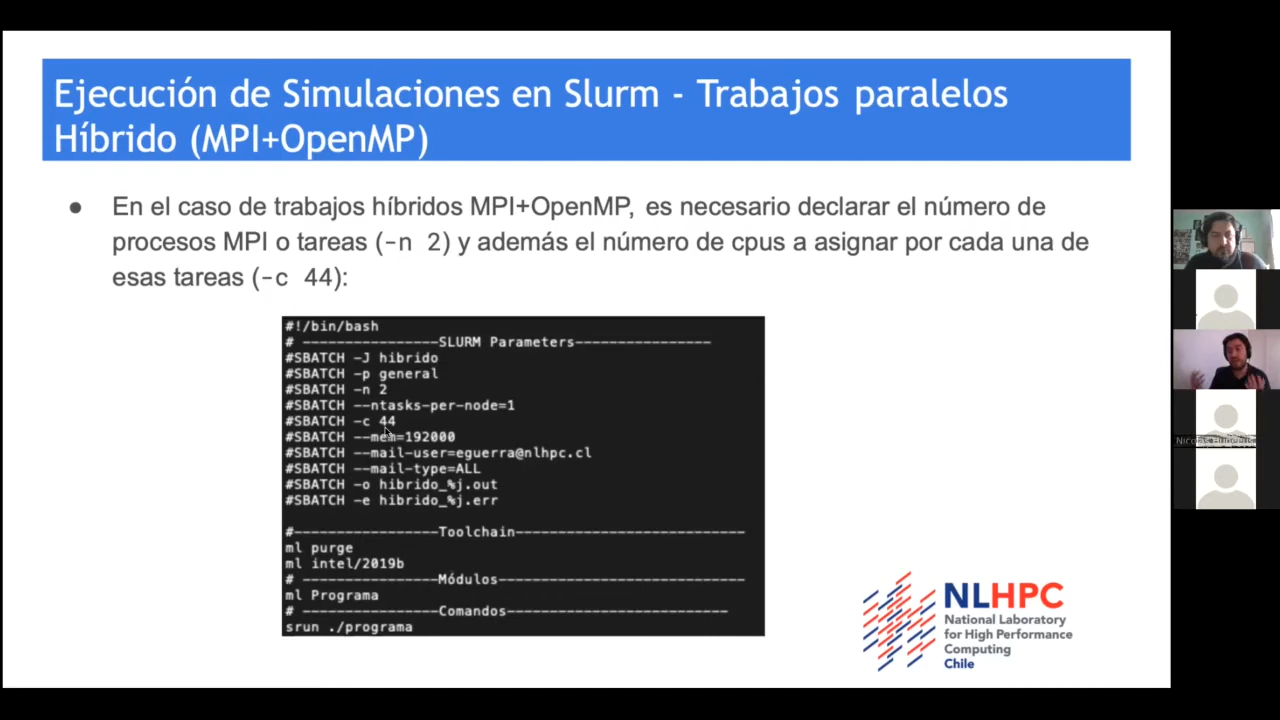 Ejecución de Simulaciones en Slurm - Trabajos paralelos
Híbrido (MPI+OpenMP)
● En el caso de trabajos híbridos MPI+OpenMP, es necesario declarar el número de
procesos MPI o tareas (-n 2) y además el número de cpus a asignar por cada una de
esas tareas (-c 44):
#!/bin/bash
# ----------------SLURM Parameters----------------
#SBATCH -J hibrido
#SBATCH -p general
#SBATCH -n 2
#SBATCH --ntasks-per-node=1
#SBATCH -c 44
#SBATCH --mem=192000
#SBATCH --mail-user=eguerra@nlhpc.cl
#SBATCH --mail-type=ALL
#SBATCH -o hibrido_%j.out
#SBATCH -e hibrido_%j.err
#-----------------Toolchain---------------------------
ml purge
ml intel/2019b
# ----------------Módulos----------------------------
ml Programa
# ----------------Comandos--------------------------
srun ./programa
NLHPC
National Laboratory
for High Performance
Computing
Chile